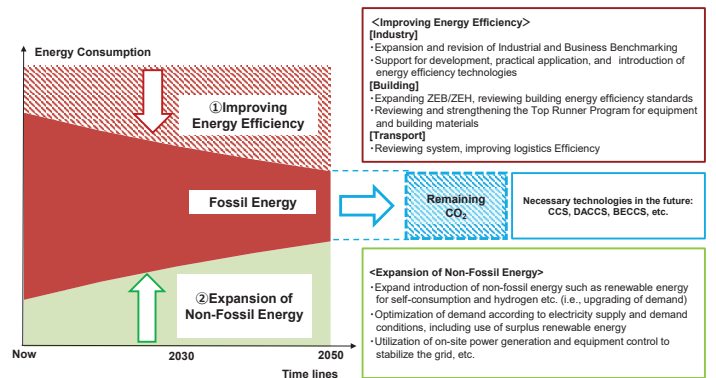 Energy Consumption
①Improving
Energy Efficiency
Fossil Energy
②Expansion of
Non-Fossil Energy
Now
2030
2050
Time lines
Remaining
CO₂
<Improving Energy Efficiency>
[Industry]
・Expansion and revision of Industrial and Business Benchmarking
・Support for development, practical application, and introduction of
energy efficiency technologies
[Building]
・Expanding ZEB/ZEH, reviewing building energy efficiency standards
・Reviewing and strengthening the Top Runner Program for equipment
and building materials
[Transport]
・Reviewing system, improving logistics Efficiency
Necessary technologies in the future:
CCS, DACCS, BECCS, etc.
<Expansion of Non-Fossil Energy>
・Expand introduction of non-fossil energy such as renewable energy
for self-consumption and hydrogen etc. (i.e., upgrading of demand)
・Optimization of demand according to electricity supply and demand
conditions, including use of surplus renewable energy
・Utilization of on-site power generation and equipment control to
stabilize the grid, etc.